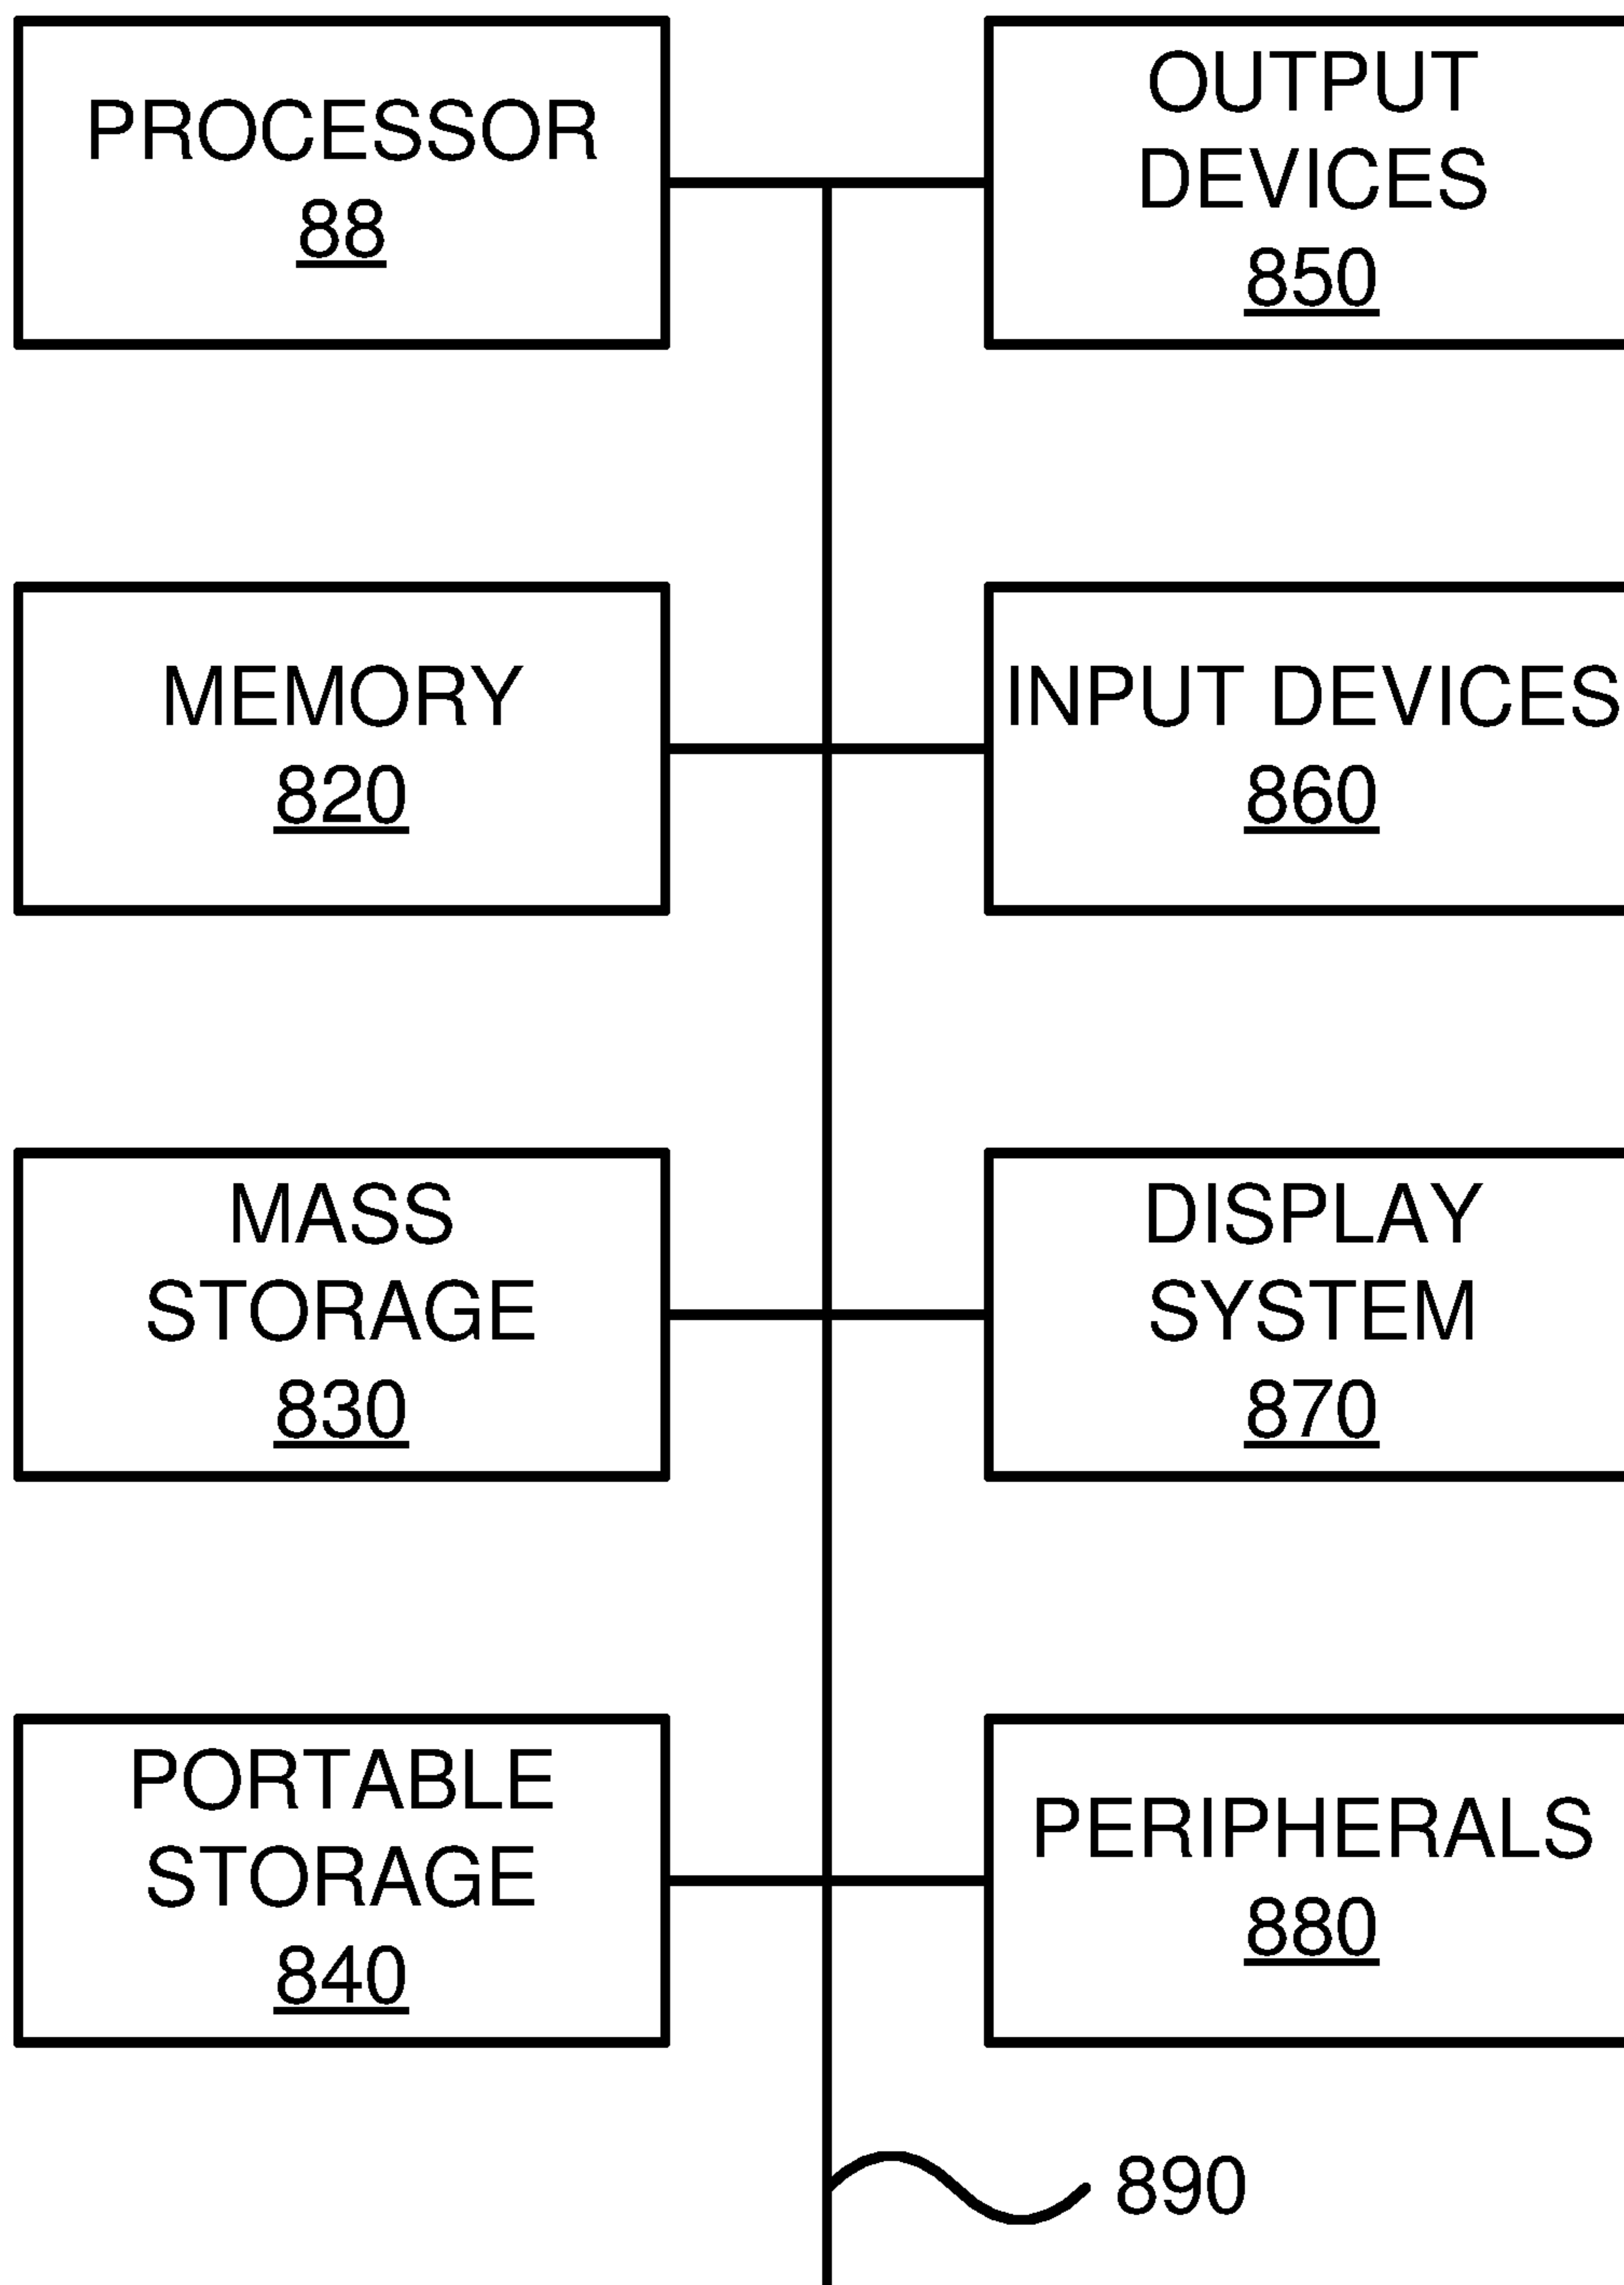 PROCESSOR
88
OUTPUT
DEVICES
850
MEMORY
820
INPUT DEVICES
860
MASS
STORAGE
830
DISPLAY
SYSTEM
870
PORTABLE
STORAGE
840
PERIPHERALS
880
890